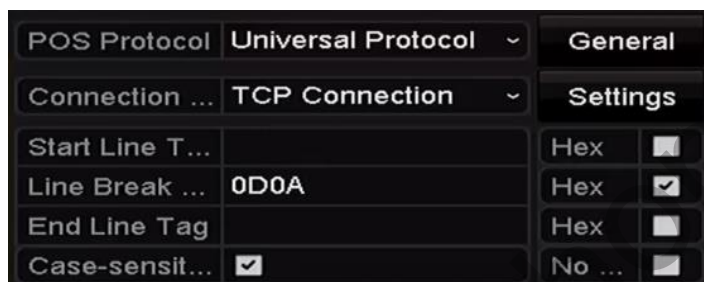 POS Protocol Universal Protocol General
Connection ... TCP Connection Settings
Start Line T... Hex
Line Break ... 0D0A Hex
End Line Tag Hex
Case-sensit... No ...